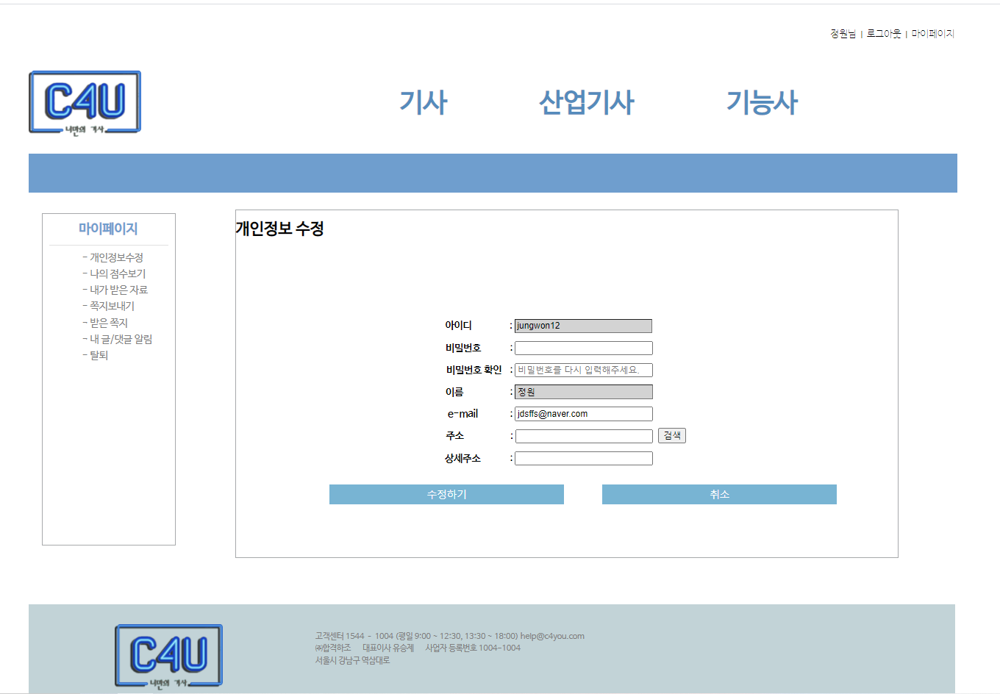 정원님 | 로그아웃 | 마이페이지
C4U
너만의 기사
기사 산업기사 기능사
마이페이지
- 개인정보수정
- 나의 점수보기
- 내가 받은 자료
- 쪽지보내기
- 받은 쪽지
- 내 글/댓글 알림
- 탈퇴
개인정보 수정
아이디 : jungwon12
비밀번호 :
비밀번호 확인 : 비밀번호를 다시 입력해주세요.
이름 : 정원
e-mail : jdsffs@naver.com
주소 : 검색
상세주소 :
수정하기 취소
C4U
너만의 기사
고객센터 1544 - 1004 (평일 9:00 ~ 12:30, 13:30 ~ 18:00) help@c4you.com
㈜합격하조 대표이사 유승제 사업자 등록번호 1004-1004
서울시 강남구 역삼대로